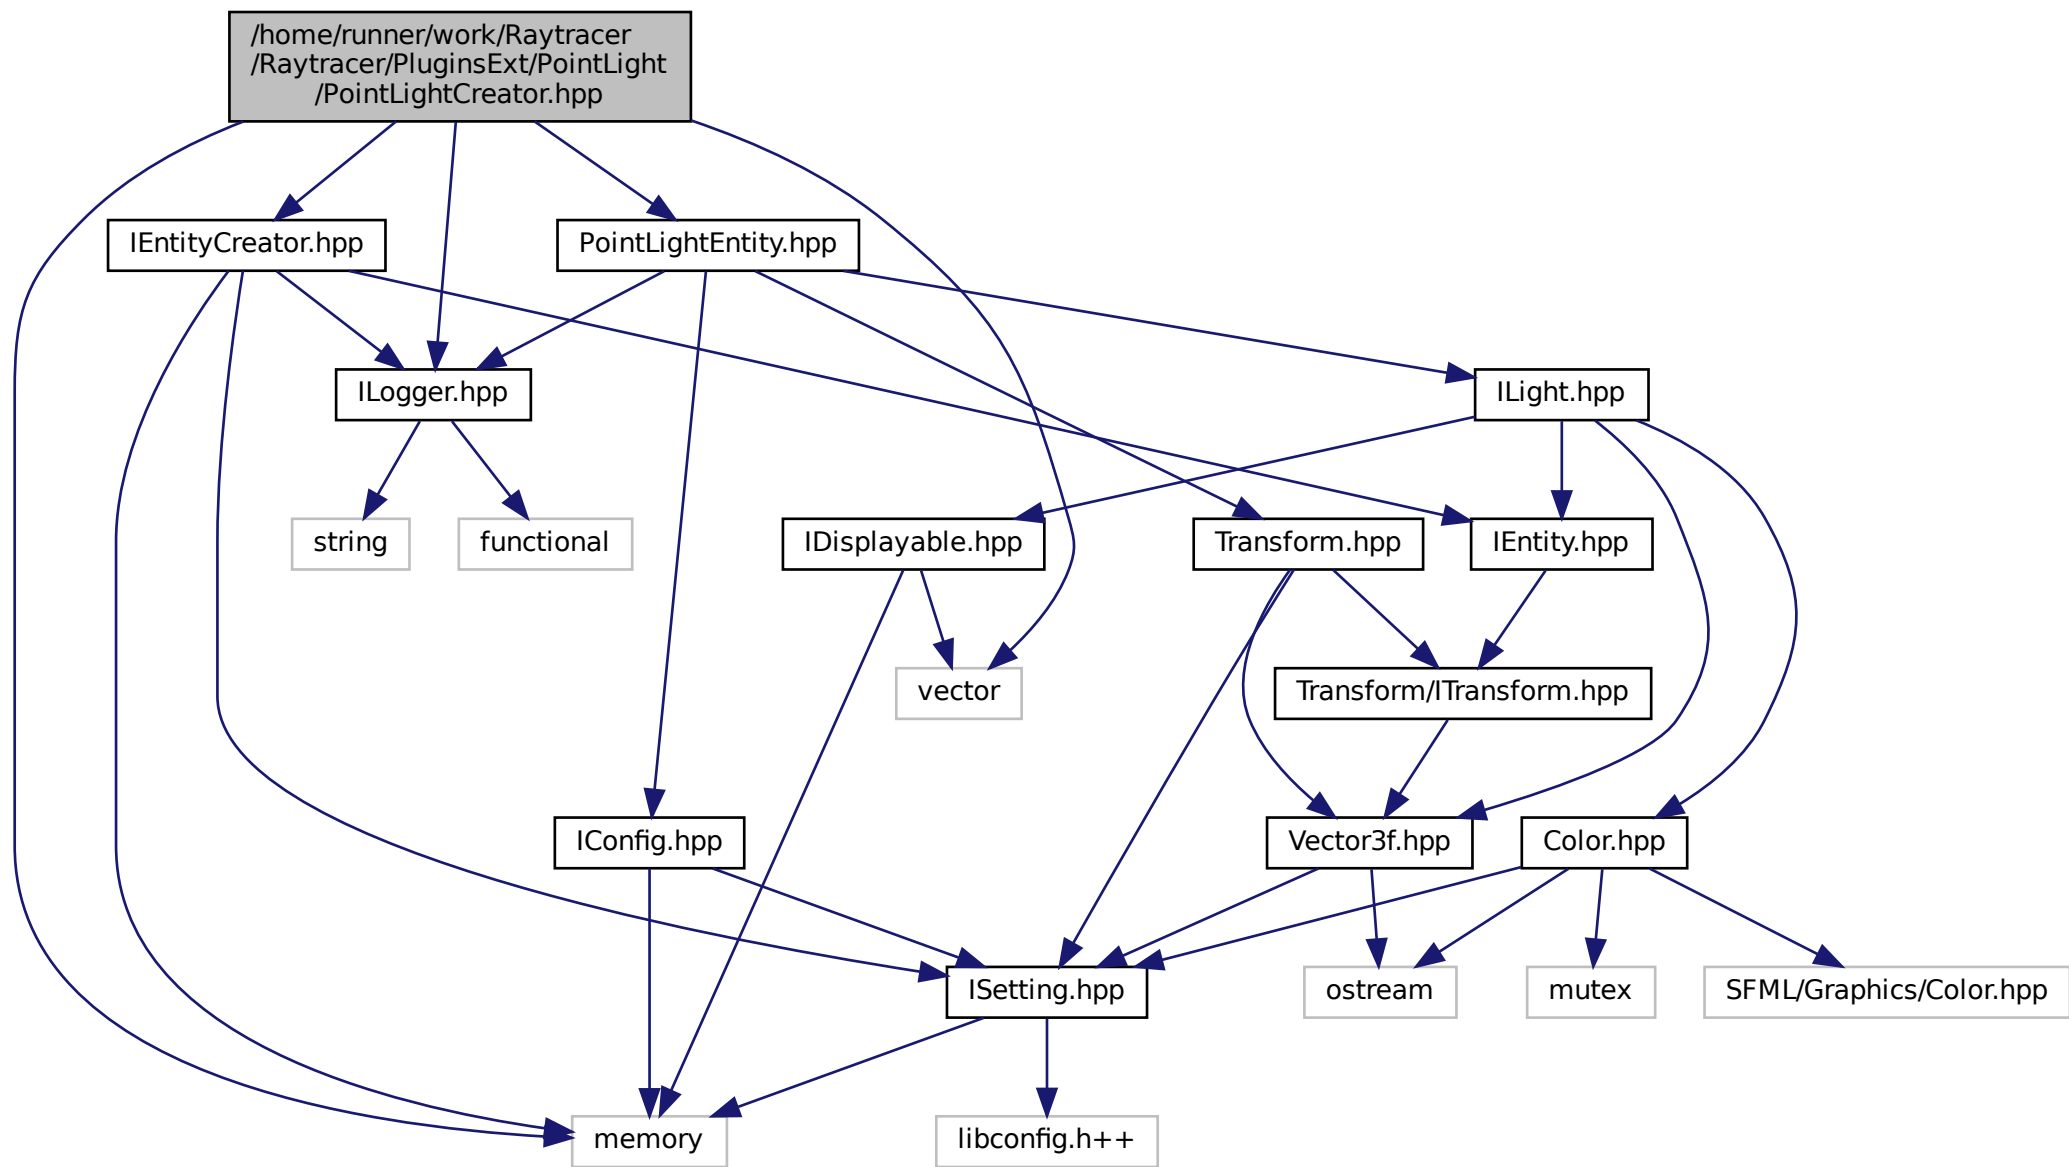 /home/runner/work/Raytracer
/Raytracer/PluginsExt/PointLight
/PointLightCreator.hpp
IEntityCreator.hpp
PointLightEntity.hpp
ILogger.hpp
ILight.hpp
string
functional
IDisplayable.hpp
Transform.hpp
IEntity.hpp
vector
Transform/ITransform.hpp
IConfig.hpp
Vector3f.hpp
Color.hpp
ISetting.hpp
ostream
mutex
SFML/Graphics/Color.hpp
memory
libconfig.h++